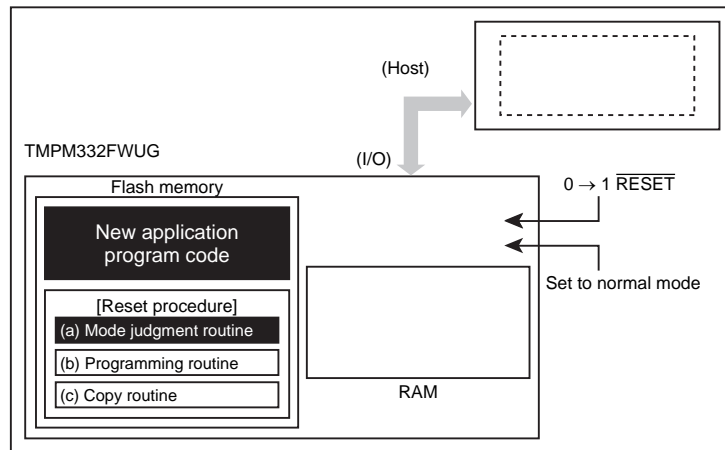 (Host)
TMPM332FWUG
(I/O)
Flash memory
0 → 1 RESET
New application
program code
Set to normal mode
[Reset procedure]
(a) Mode judgment routine
(b) Programming routine
(c) Copy routine
RAM